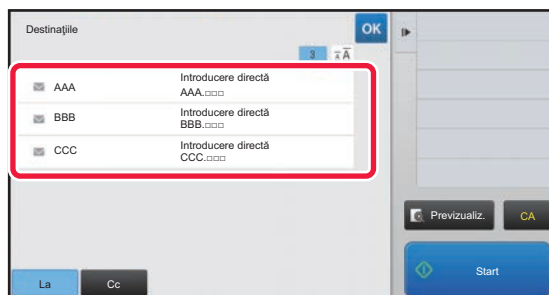 Destinaţiile
OK
3
A A
AAA
Introducere directă
AAA.□□□
BBB
Introducere directă
BBB.□□□
CCC
Introducere directă
CCC.□□□
Previzualiz.
CA
Start
La
Cc